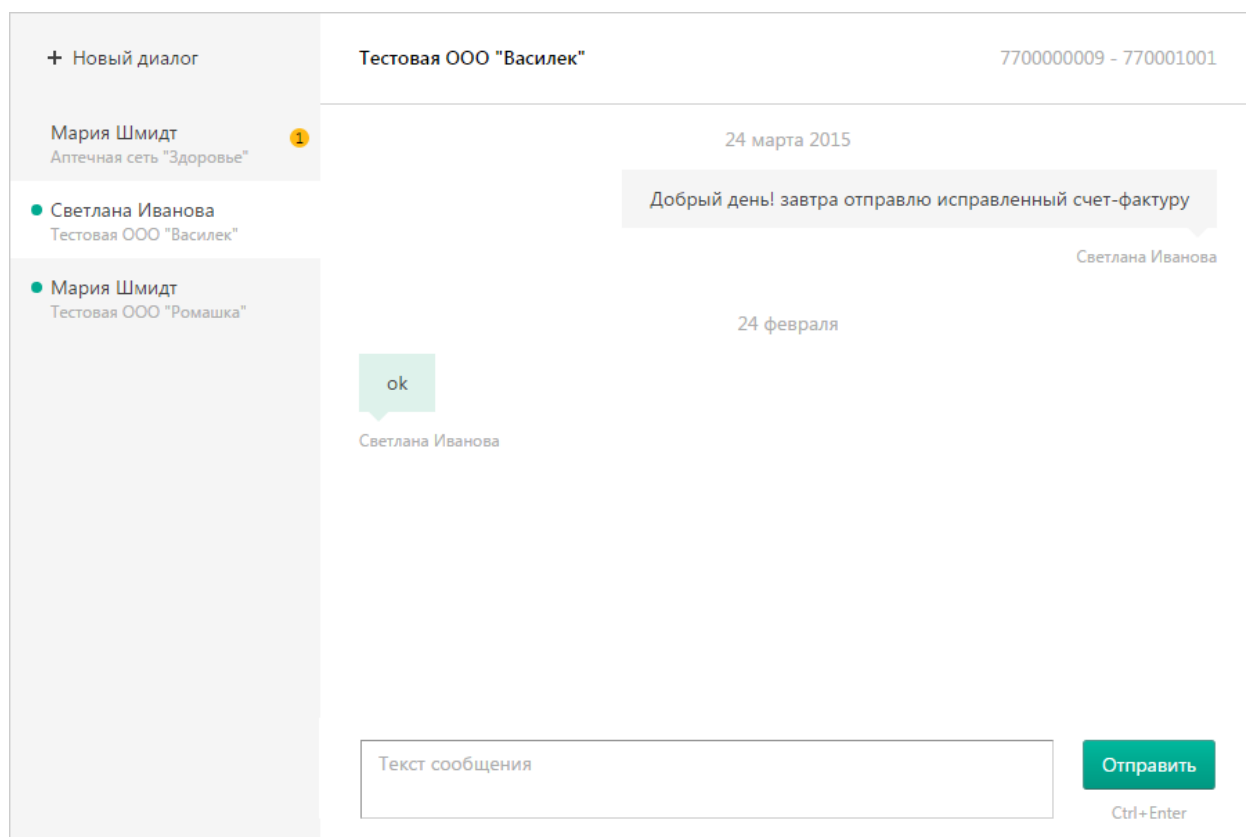 + Новый диалог
Мария Шмидт
1
Аптечная сеть "Здоровье"
Светлана Иванова
Тестовая ООО "Василек"
Мария Шмидт
Тестовая ООО "Ромашка"
Тестовая ООО "Василек"
7700000009 - 770001001
24 марта 2015
Добрый день! завтра отправлю исправленный счет-фактуру
Светлана Иванова
24 февраля
ok
Светлана Иванова
Текст сообщения
Отправить
Ctrl+Enter